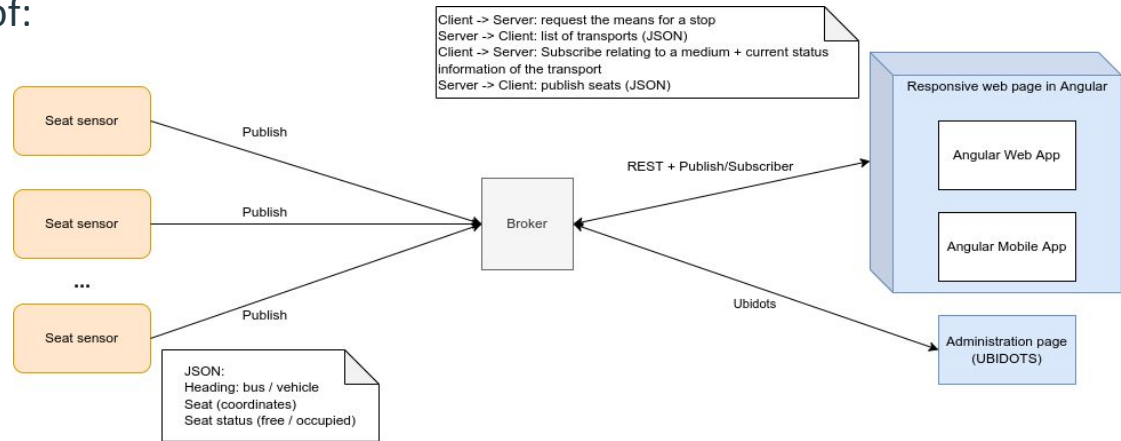 of:
Client -> Server: request the means for a stop
Server -> Client: list of transports (JSON)
Client -> Server: Subscribe relating to a medium + current status
information of the transport
Server -> Client: publish seats (JSON)
Responsive web page in Angular
Seat sensor
Publish
Angular Web App
REST + Publish/Subscriber
Seat sensor
Publish
Broker
Angular Mobile App
...
Seat sensor
Publish
Ubidots
Administration page
(UBIDOTS)
JSON:
Heading: bus / vehicle
Seat (coordinates)
Seat status (free / occupied)